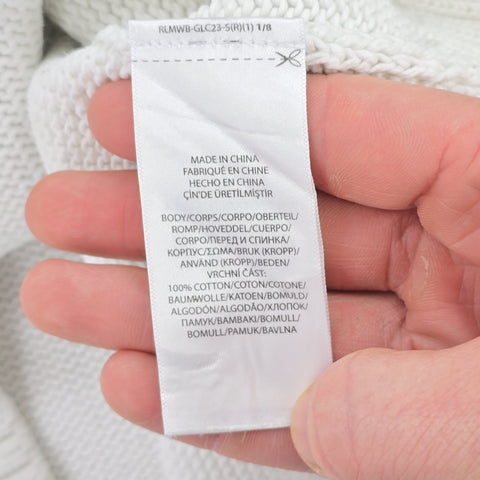 RLMWB-GLC23-S(R)(1) 1/8
MADE IN CHINA
FABRIQUÉ EN CHINE
HECHO EN CHINA
ÇİN'DE ÜRETİLMİŞTİR
BODY/CORPS/CORPO/OBERTEIL/
ROMP/HOVEDDEL/CUERPO/
CORPO/ПЕРЕД И СПИНКА/
КОРПУС/ΣΩΜΑ/BUK (KROPP)/
ANVÄND (KROPP)/BEDEN/
VRCHNÍ ČÁST:
100% COTTON/COTON/COTONE/
BAUMWOLLE/KATOEN/BOMULD/
ALGODÓN/ALGODÃO/ХЛОПОК/
ПАМУК/ΒΑΜΒΑΚΙ/BOMULL/
BOMULL/PAMUK/BAVLNA